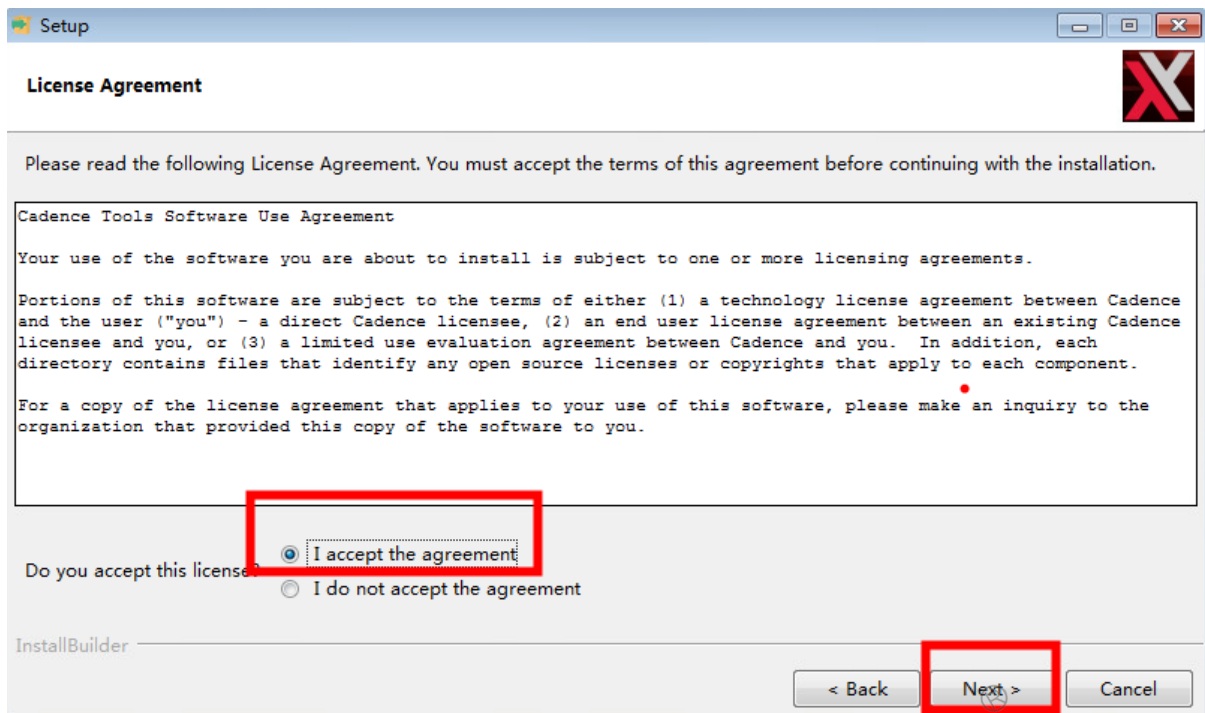 Setup
License Agreement
Please read the following License Agreement. You must accept the terms of this agreement before continuing with the installation.
Cadence Tools Software Use Agreement
Your use of the software you are about to install is subject to one or more licensing agreements.
Portions of this software are subject to the terms of either (1) a technology license agreement between Cadence
and the user ("you") - a direct Cadence licensee, (2) an end user license agreement between an existing Cadence
licensee and you, or (3) a limited use evaluation agreement between Cadence and you.  In addition, each
directory contains files that identify any open source licenses or copyrights that apply to each component.
For a copy of the license agreement that applies to your use of this software, please make an inquiry to the
organization that provided this copy of the software to you.
I accept the agreement
Do you accept this license?
I do not accept the agreement
InstallBuilder
< Back
Next >
Cancel